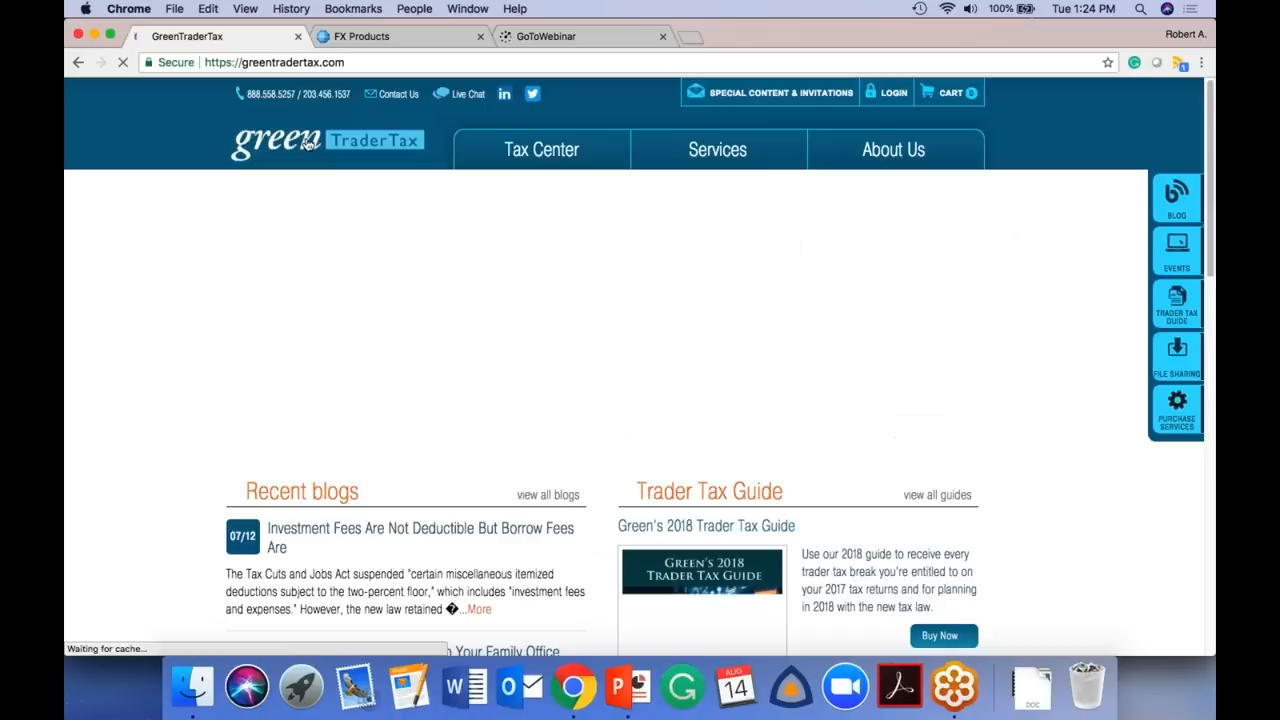 Chrome File Edit View History Bookmarks People Window Help 100% Tue 1:24 PM
GreenTraderTax FX Products GoToWebinar Robert A.
Secure https://greentradertax.com
888.558.5257 / 203.456.1537 Contact Us Live Chat in SPECIAL CONTENT & INVITATIONS LOGIN CART 0
green TraderTax Tax Center Services About Us
BLOG
EVENTS
TRADER TAX
GUIDE
FILE SHARING
PURCHASE
SERVICES
Recent blogs view all blogs
07/12 Investment Fees Are Not Deductible But Borrow Fees
Are
The Tax Cuts and Jobs Act suspended "certain miscellaneous itemized
deductions subject to the two-percent floor," which includes "investment fees
and expenses." However, the new law retained �...More
Your Family Office
Trader Tax Guide view all guides
Green's 2018 Trader Tax Guide
GREEN'S 2018
TRADER TAX GUIDE
Use our 2018 guide to receive every
trader tax break you're entitled to on
your 2017 tax returns and for planning
in 2018 with the new tax law.
Buy Now
Waiting for cache...
AUG
14
DOC